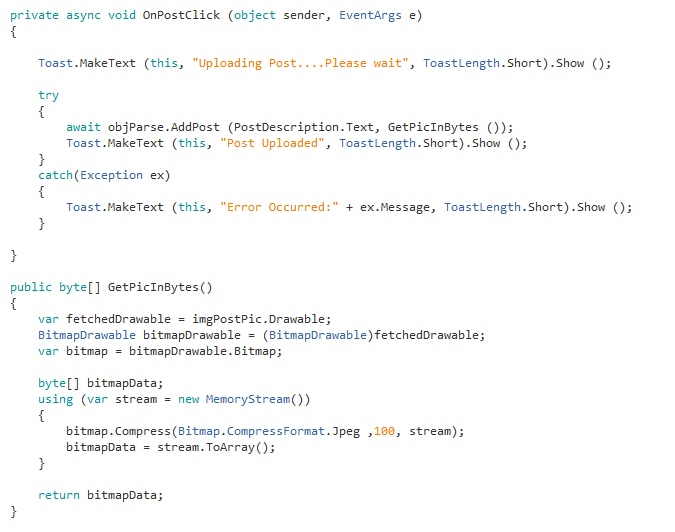 private async void OnPostClick (object sender, EventArgs e)
{
Toast.MakeText (this, "Uploading Post....Please wait", ToastLength.Short).Show ();
try
{
await objParse.AddPost (PostDescription.Text, GetPicInBytes ());
Toast.MakeText (this, "Post Uploaded", ToastLength.Short).Show ();
}
catch(Exception ex)
{
Toast.MakeText (this, "Error Occurred:" + ex.Message, ToastLength.Short).Show ();
}
}
public byte[] GetPicInBytes()
{
var fetchedDrawable = imgPostPic.Drawable;
BitmapDrawable bitmapDrawable = (BitmapDrawable)fetchedDrawable;
var bitmap = bitmapDrawable.Bitmap;
byte[] bitmapData;
using (var stream = new MemoryStream())
{
bitmap.Compress(Bitmap.CompressFormat.Jpeg ,100, stream);
bitmapData = stream.ToArray();
}
return bitmapData;
}